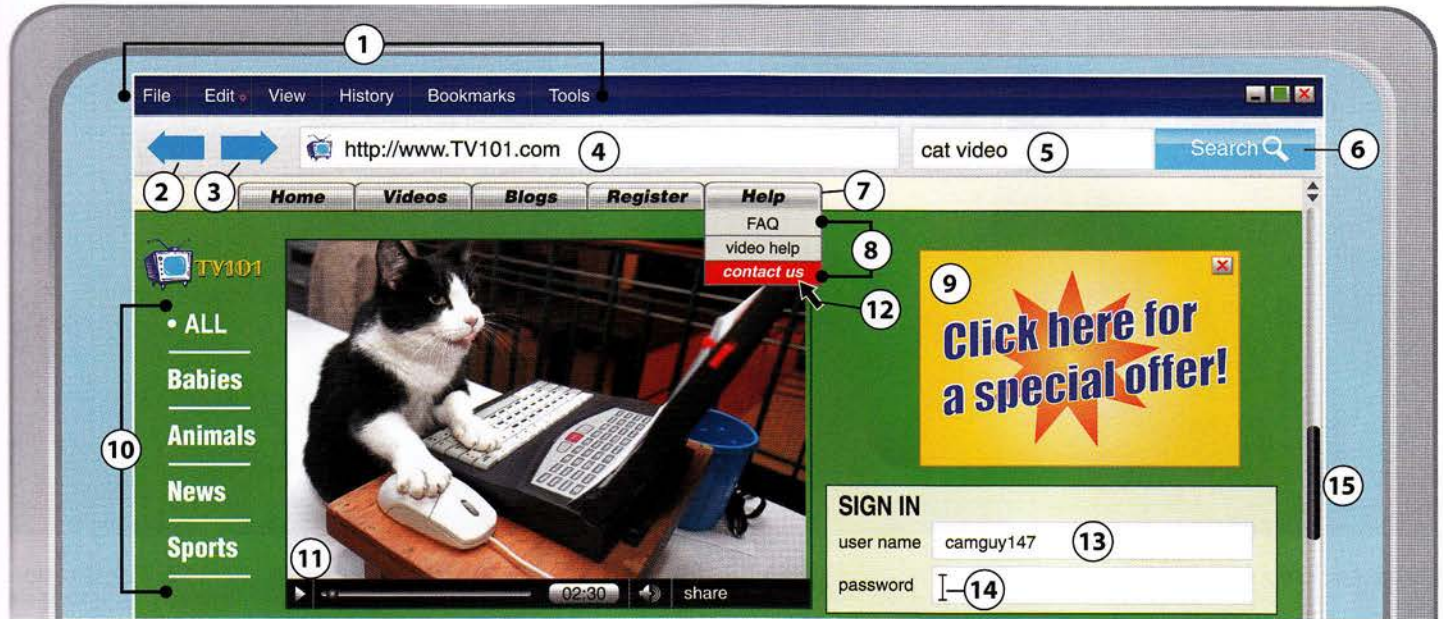 1
File Edit View History Bookmarks Tools
2 3 http://www.TV101.com 4 cat video 5 Search 6
Home Videos Blogs Register Help 7
FAQ
video help 8
contact us
12
TV101
10
• ALL
Babies
Animals
News
Sports
11
02:30 share
9
Click here for
a special offer!
15
SIGN IN
user name camguy147 13
password 14